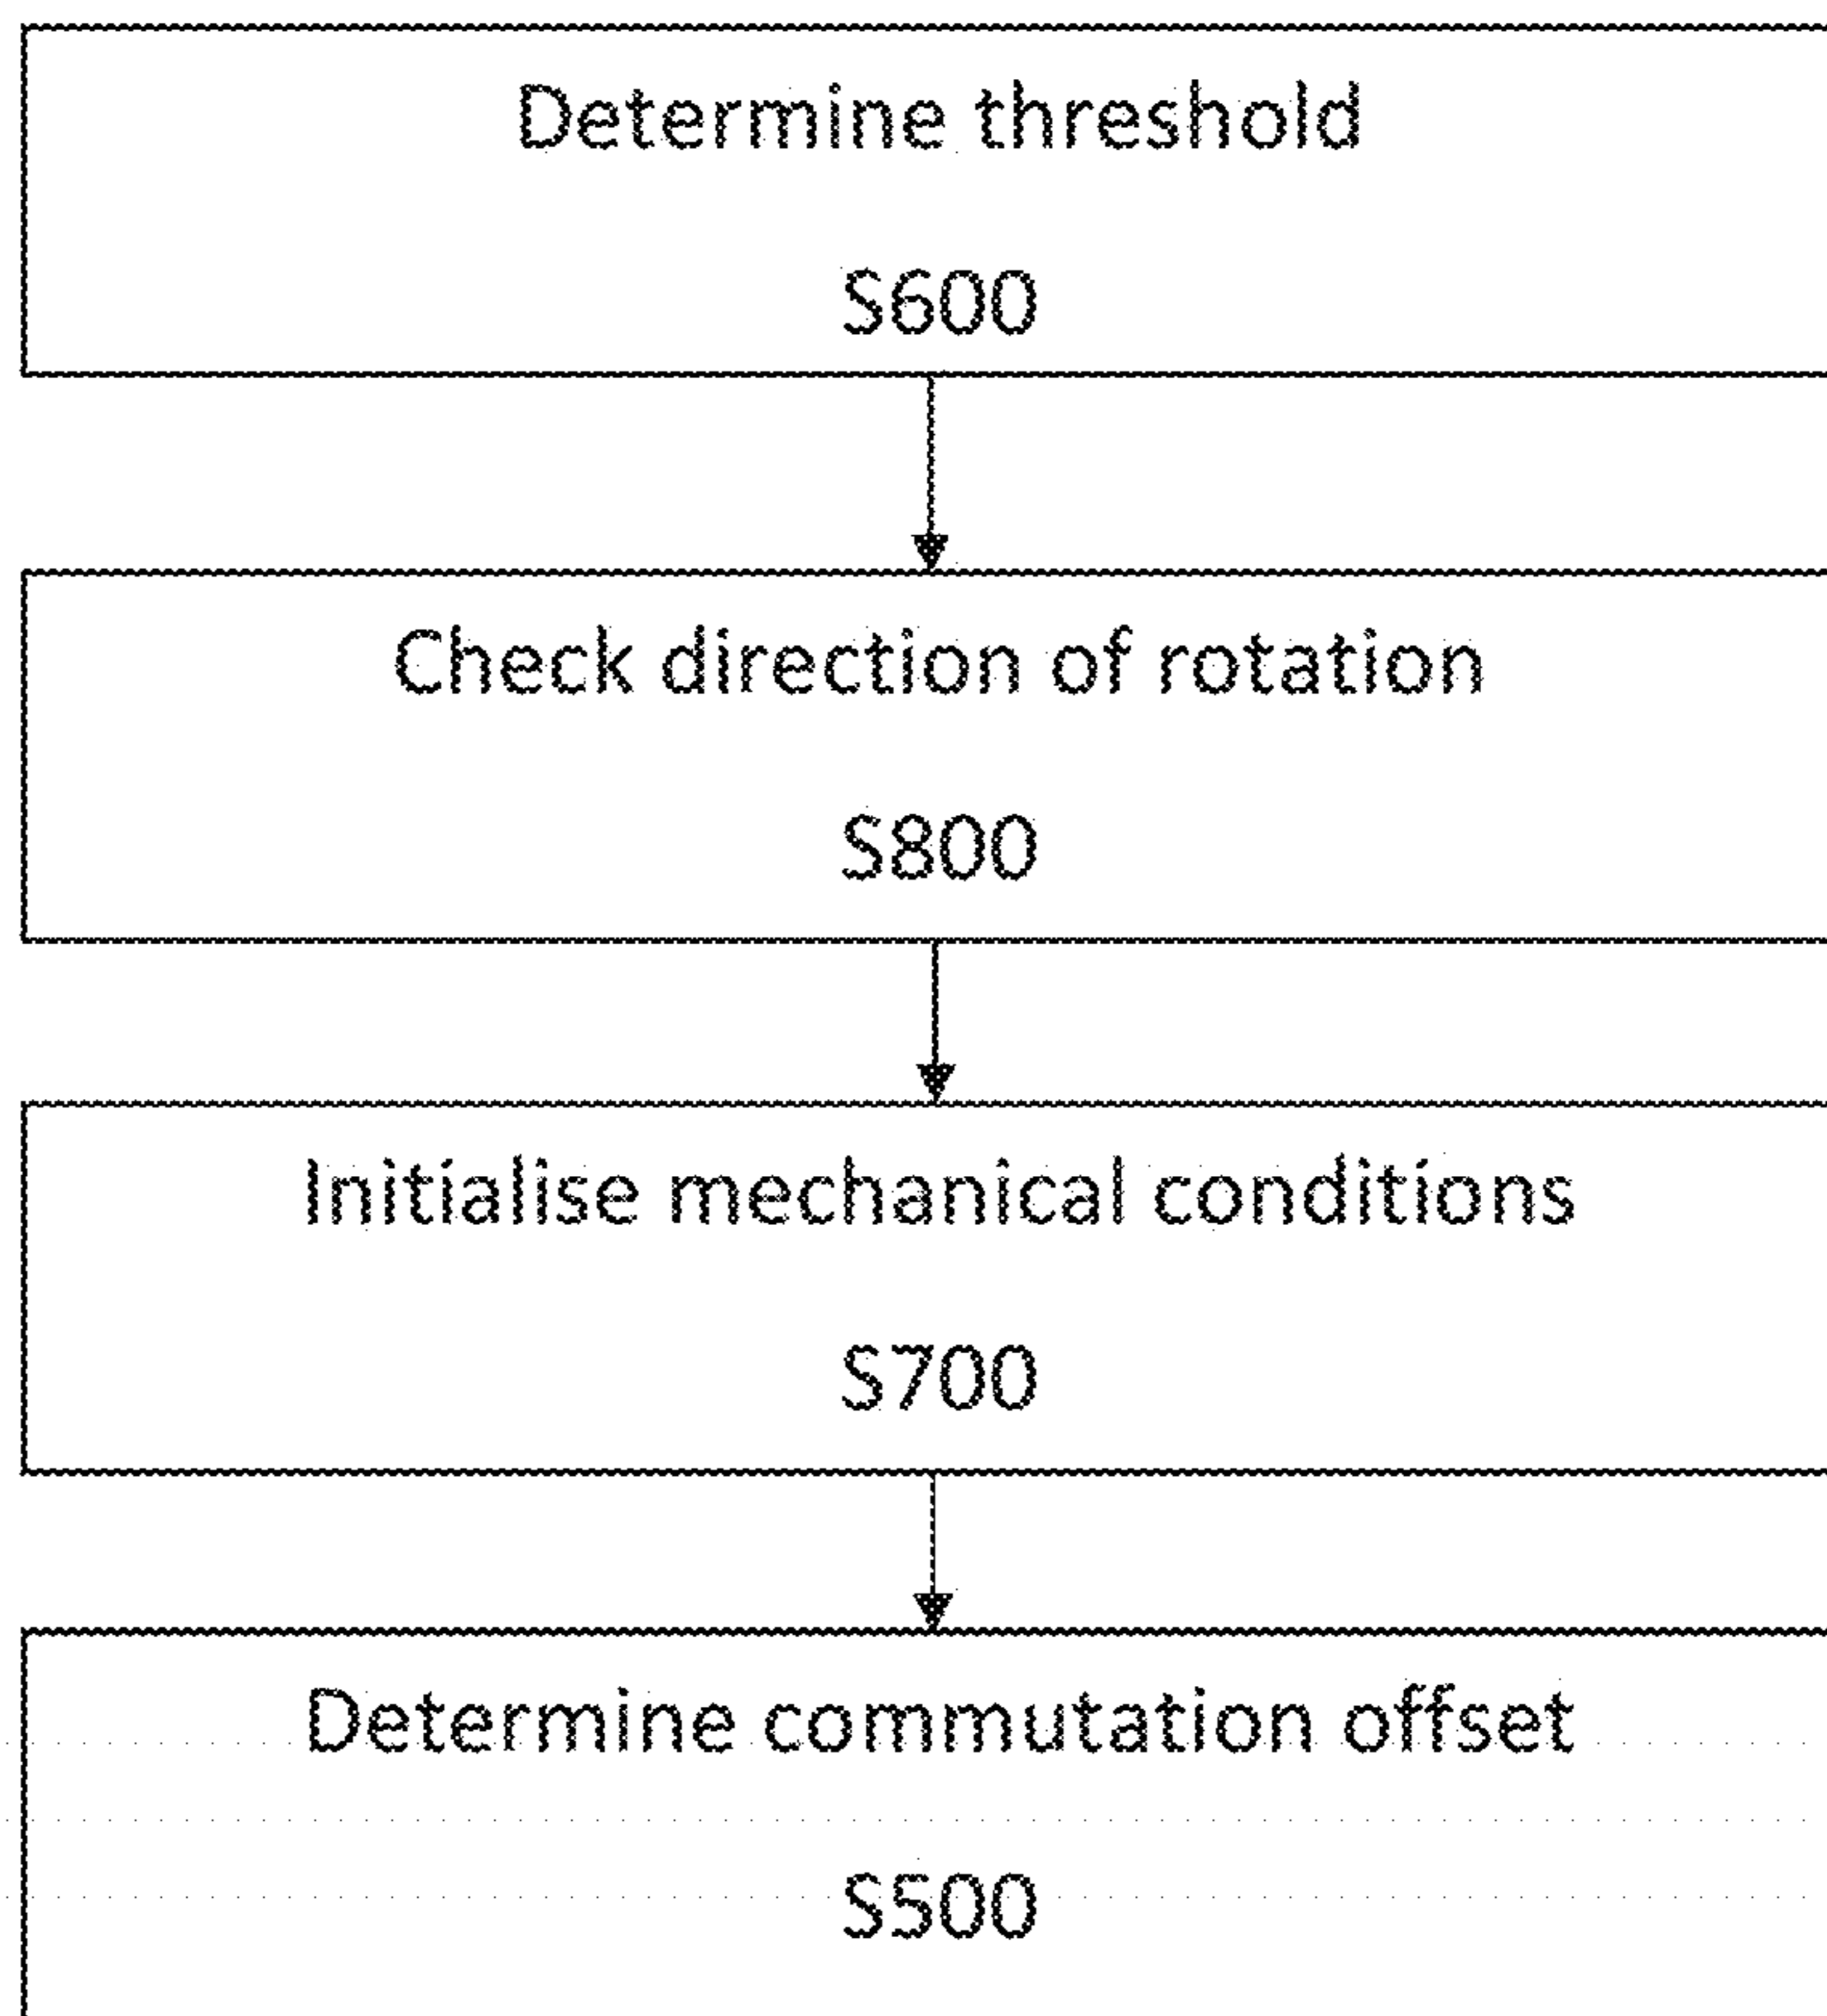 Determine threshold
S600
Check direction of rotation
S800
Initialise mechanical conditions
S700
Determine commutation offset
S500